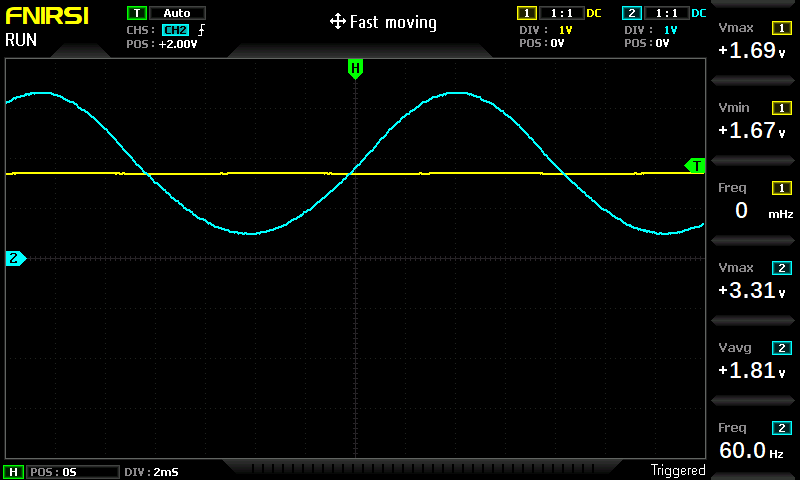 FNIRSI
RUN
T Auto
CHS: CH2
POS: +2.00V
Fast moving
1 1:1 DC
DIV: 1V
POS: 0V
2 1:1 DC
DIV: 1V
POS: 0V
H
T
2
Vmax 1
+1.69v
Vmin 1
+1.67v
Freq 1
0 mHz
Vmax 2
+3.31v
Vavg 2
+1.81v
Freq 2
60.0 Hz
H POS: 0S DIV: 2mS
Triggered